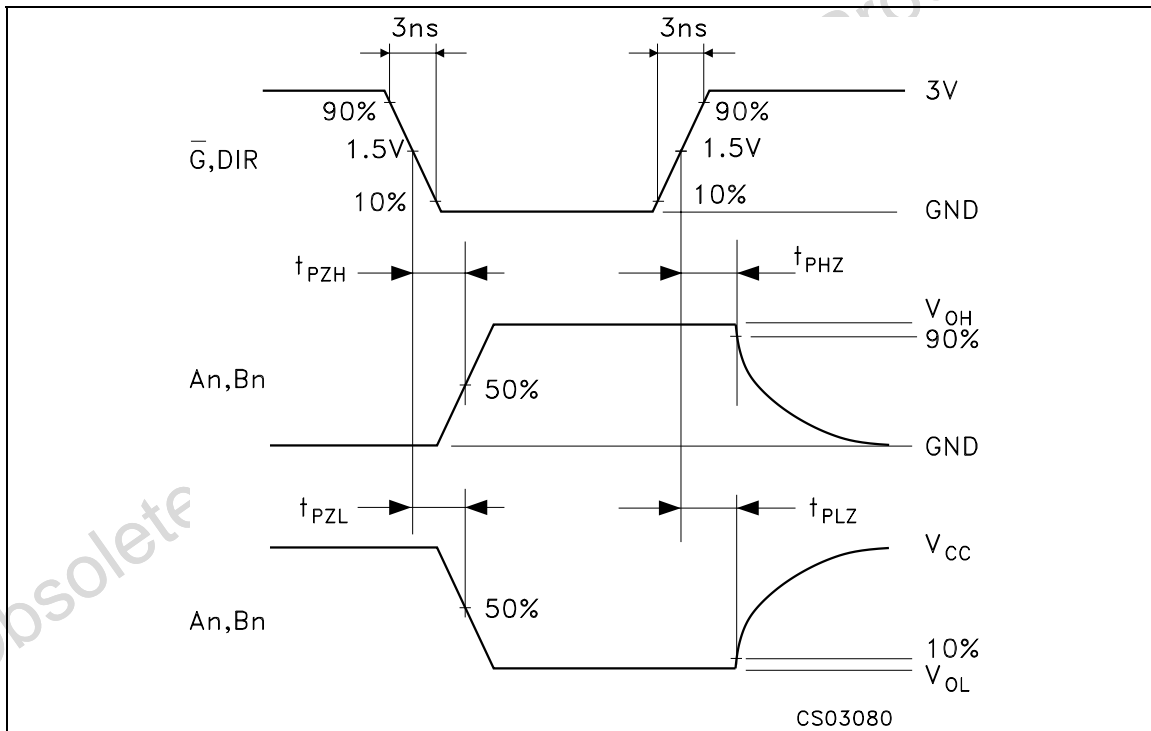 3ns 3ns
3V
90% 90%
G̅,DIR 1.5V 1.5V
10% 10%
GND
tPZH tPHZ
VOH
90%
An,Bn 50%
GND
tPZL tPLZ
VCC
An,Bn 50%
10%
VOL
CS03080
obsolete